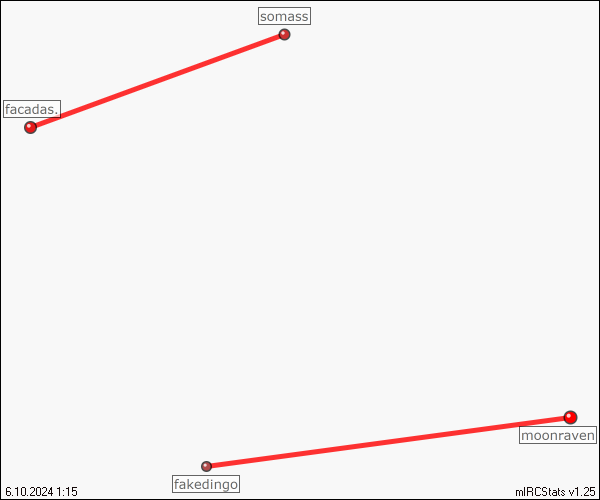 somass
facadas.
moonraven
fakedingo
6.10.2024 1:15
mIRCStats v1.25